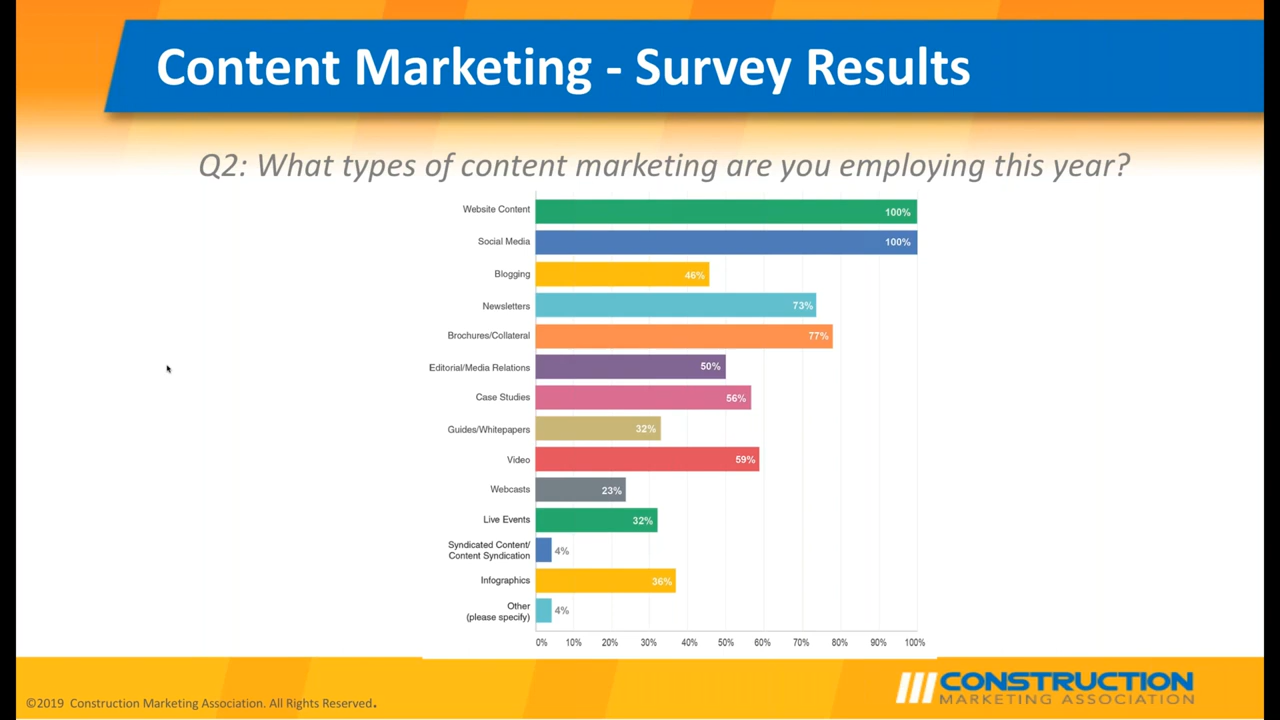 Content Marketing - Survey Results
Q2: What types of content marketing are you employing this year?
Website Content 100%
Social Media 100%
Blogging 46%
Newsletters 73%
Brochures/Collateral 77%
Editorial/Media Relations 50%
Case Studies 56%
Guides/Whitepapers 32%
Video 59%
Webcasts 23%
Live Events 32%
Syndicated Content/
Content Syndication 4%
Infographics 36%
Other
(please specify) 4%
0% 10% 20% 30% 40% 50% 60% 70% 80% 90% 100%
©2019 Construction Marketing Association. All Rights Reserved.
CONSTRUCTION
MARKETING ASSOCIATION